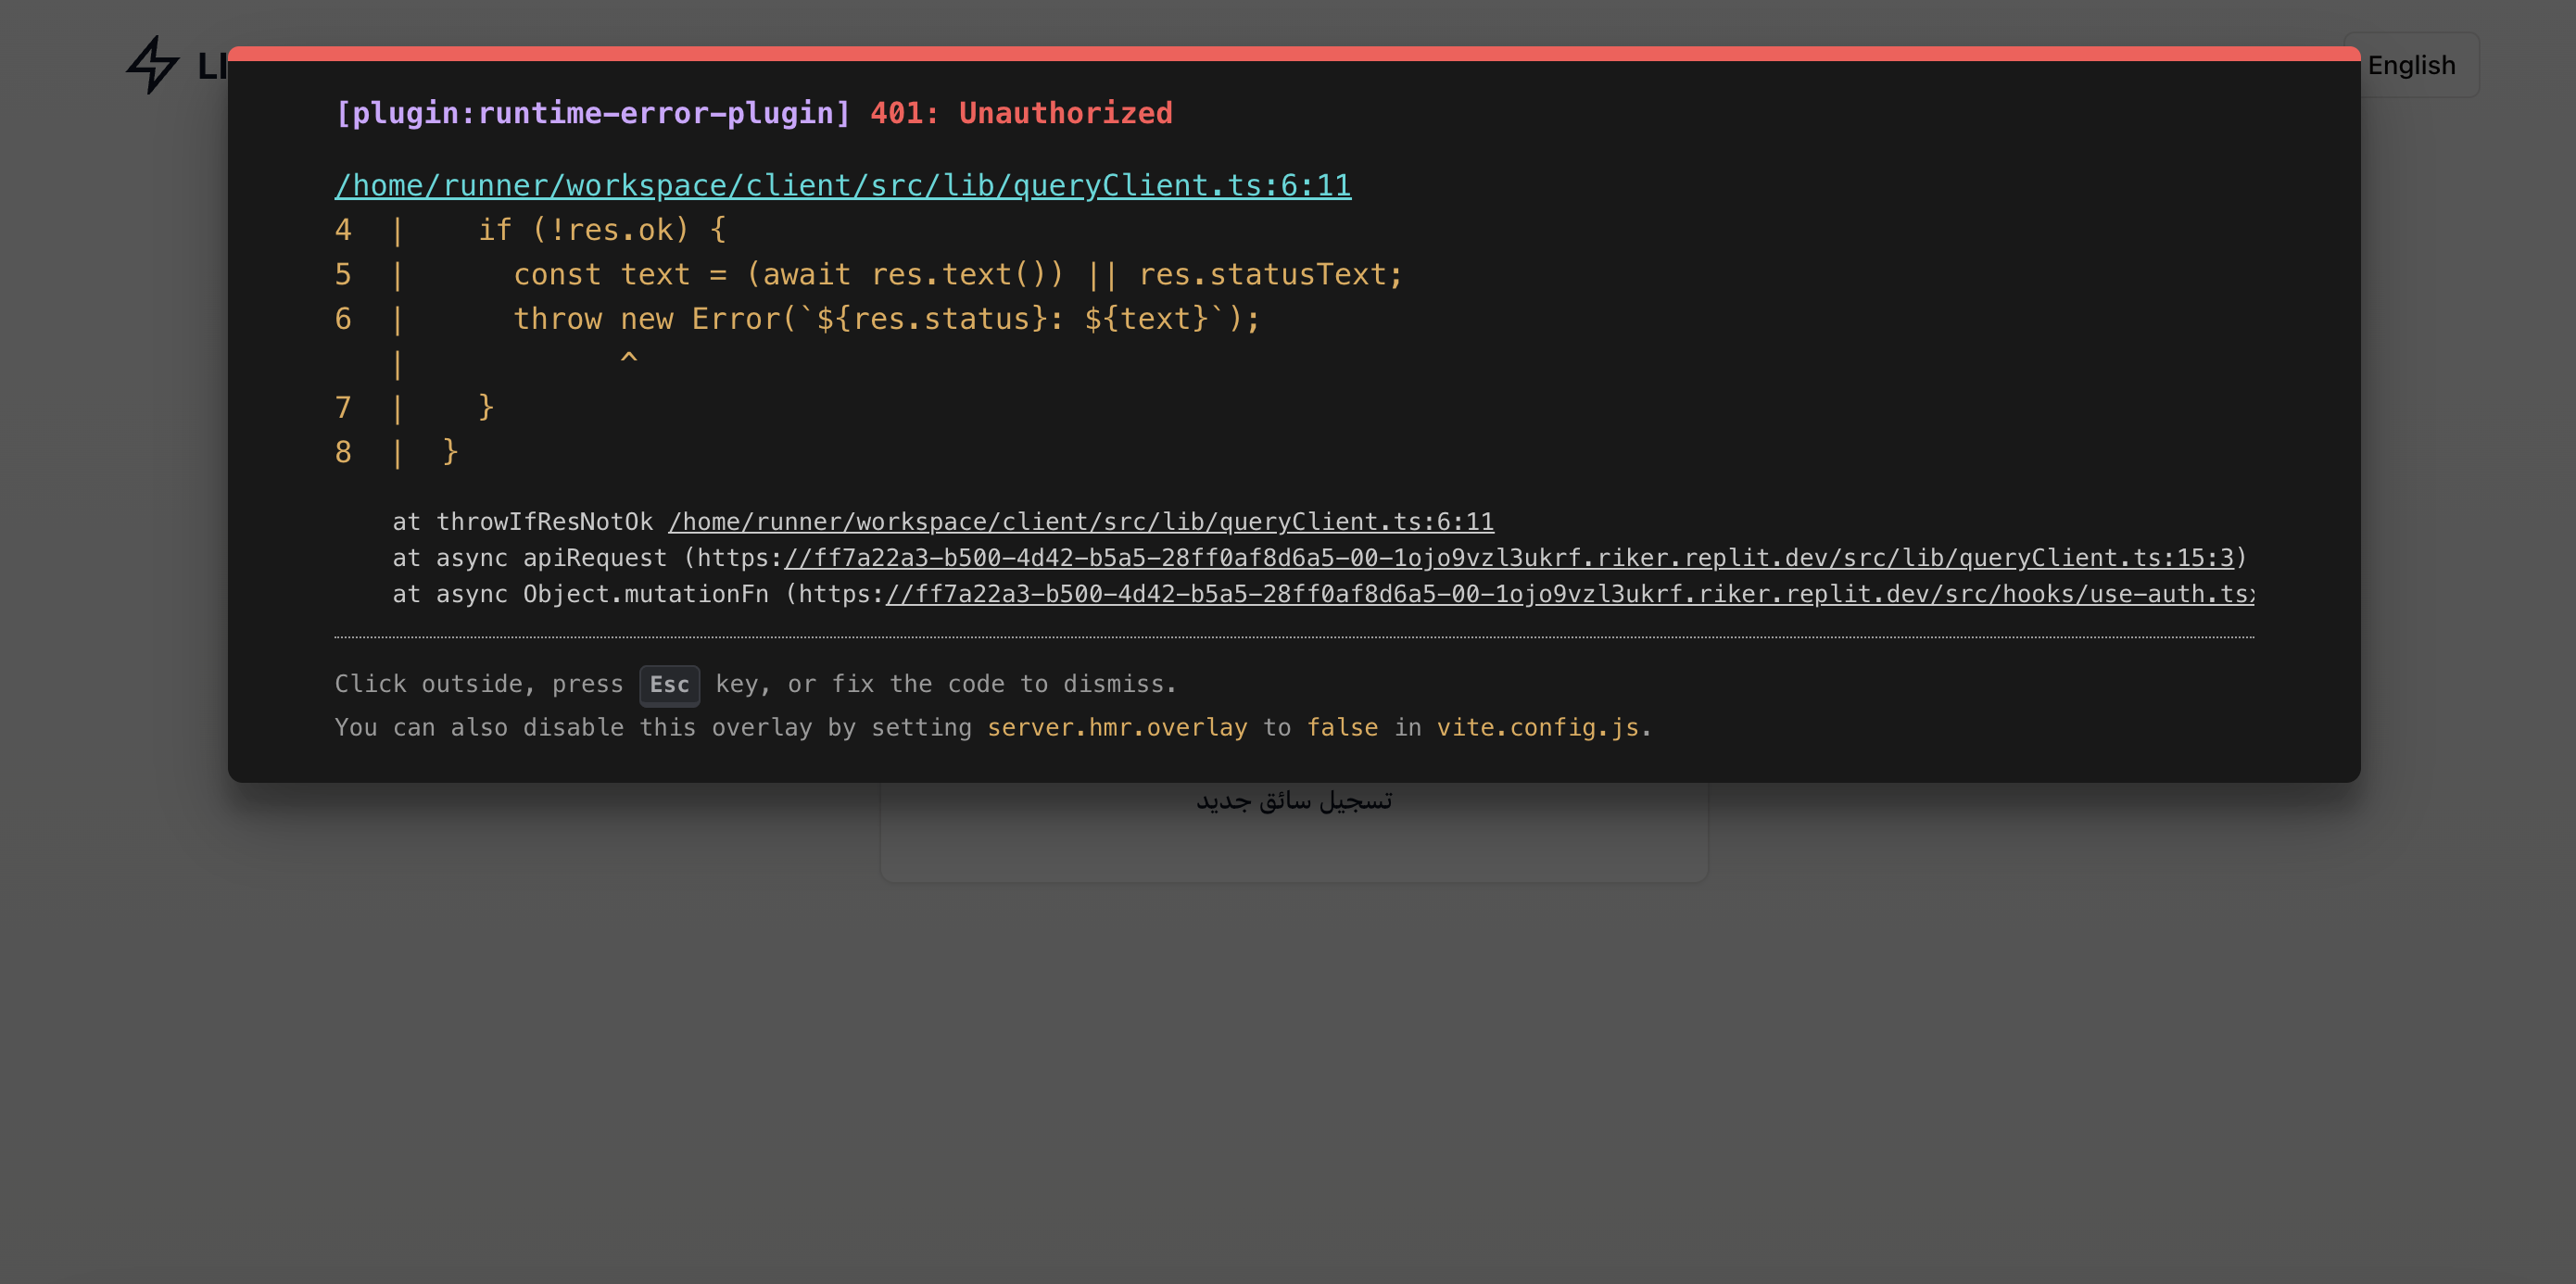 LI
English
[plugin:runtime-error-plugin] 401: Unauthorized
/home/runner/workspace/client/src/lib/queryClient.ts:6:11
4  |    if (!res.ok) {
5  |      const text = (await res.text()) || res.statusText;
6  |      throw new Error(`${res.status}: ${text}`);
   |            ^
7  |    }
8  |  }
at throwIfResNotOk /home/runner/workspace/client/src/lib/queryClient.ts:6:11
at async apiRequest (https://ff7a22a3-b500-4d42-b5a5-28ff0af8d6a5-00-1ojo9vzl3ukrf.riker.replit.dev/src/lib/queryClient.ts:15:3)
at async Object.mutationFn (https://ff7a22a3-b500-4d42-b5a5-28ff0af8d6a5-00-1ojo9vzl3ukrf.riker.replit.dev/src/hooks/use-auth.tsx
Click outside, press Esc key, or fix the code to dismiss.
You can also disable this overlay by setting server.hmr.overlay to false in vite.config.js.
تسجيل سائق جديد